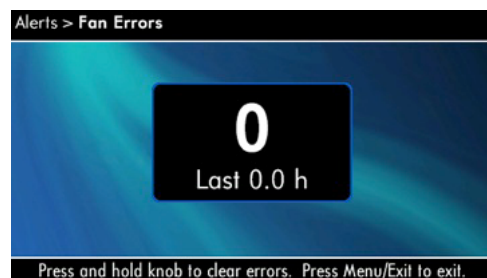 Alerts > Fan Errors
0
Last 0.0 h
Press and hold knob to clear errors. Press Menu/Exit to exit.